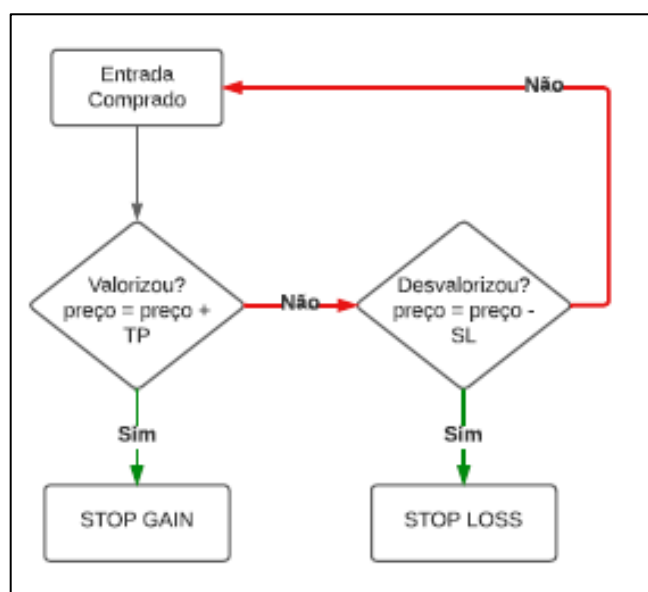 Entrada
Comprado
Não
Valorizou?
preço = preço +
TP
Não
Desvalorizou?
preço = preço -
SL
Sim
Sim
STOP GAIN
STOP LOSS